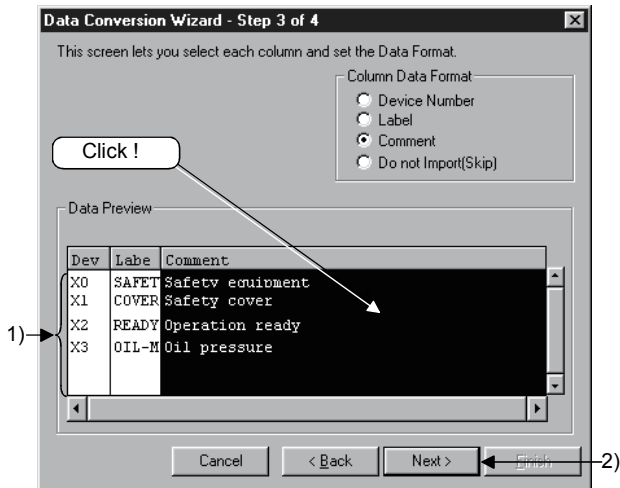 Data Conversion Wizard - Step 3 of 4
This screen lets you select each column and set the Data Format.
Column Data Format
Device Number
Label
Comment
Do not Import(Skip)
Click !
Data Preview
Dev Labe Comment
X0 SAFET Safety equipment
X1 COVER Safety cover
X2 READY Operation ready
X3 OIL-M Oil pressure
1)
Cancel < Back Next > Finish 2)